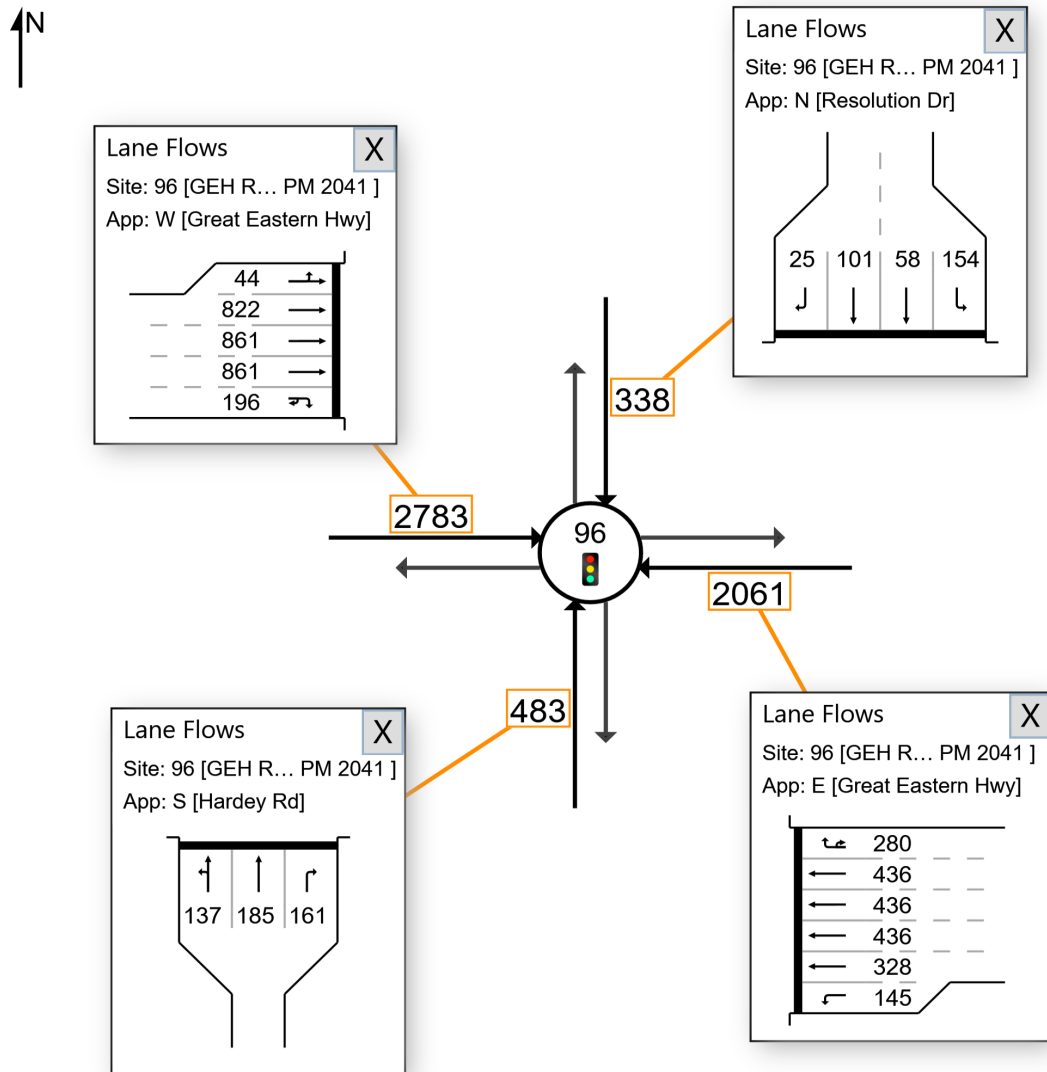 N
Lane Flows
X
Site: 96 [GEH R... PM 2041 ]
App: N [Resolution Dr]
25 101 58 154
Lane Flows
X
Site: 96 [GEH R... PM 2041 ]
App: W [Great Eastern Hwy]
44
822
861
861
196
338
2783
96
2061
483
Lane Flows
X
Site: 96 [GEH R... PM 2041 ]
App: S [Hardey Rd]
137 185 161
Lane Flows
X
Site: 96 [GEH R... PM 2041 ]
App: E [Great Eastern Hwy]
280
436
436
436
328
145